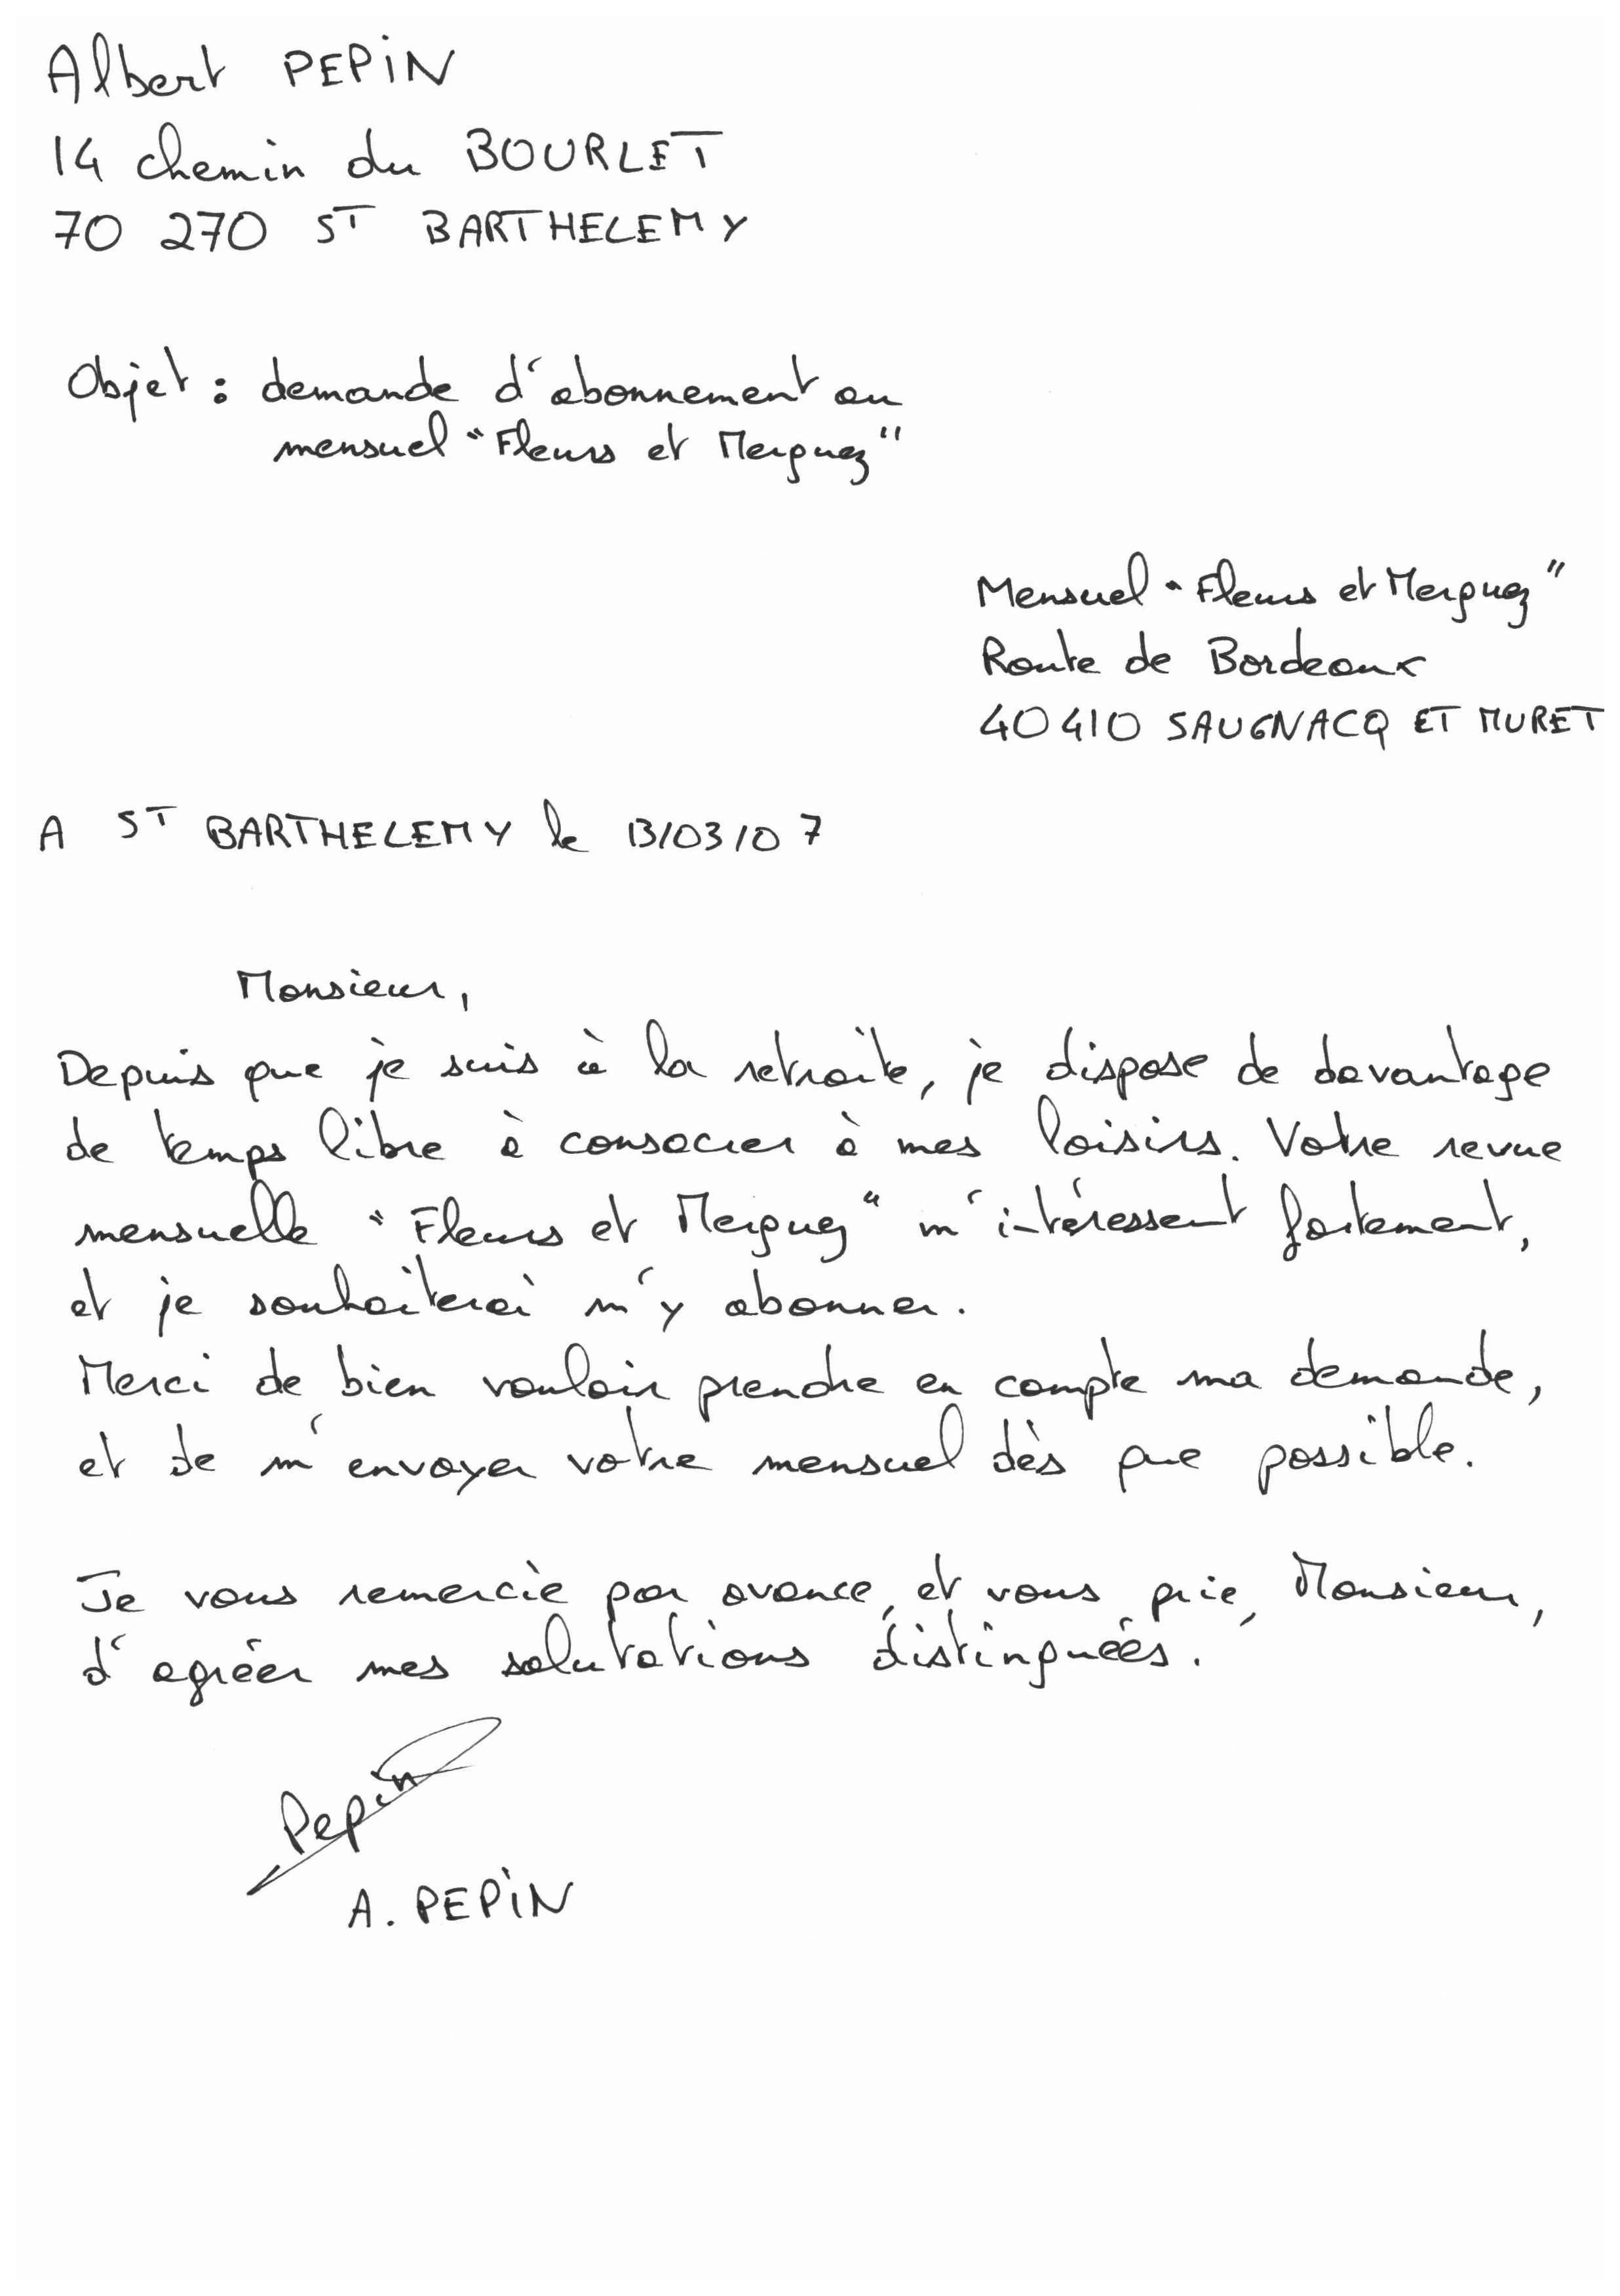 Albert PEPIN
14 chemin du BOURLET
70 270 ST BARTHELEMY
Objet : demande d'abonnement au
mensuel "Fleurs et Merguez"
Mensuel "Fleurs et Merguez"
Route de Bordeaux
40410 SAUGNACQ ET MURET
A ST BARTHELEMY le 13/03/07
Monsieur,
Depuis que je suis à la retraite, je dispose de davantage
de temps libre à consacrer à mes loisirs. Votre revue
mensuelle "Fleurs et Merguez" m'intéressent fortement,
et je souhaiterai m'y abonner.
Merci de bien vouloir prendre en compte ma demande,
et de m'envoyer votre mensuel dès que possible.
Je vous remercie par avance, et vous prie, Monsieur,
d'agréer mes salutations distinguées.
Pepin
A. PEPIN